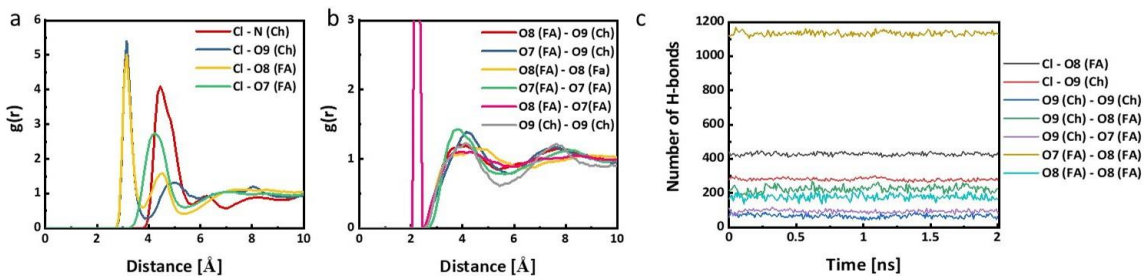 a
6
5
4
3
2
1
0
g(r)
0 2 4 6 8 10
Distance [Å]
Cl - N (Ch)
Cl - O9 (Ch)
Cl - O8 (FA)
Cl - O7 (FA)
b
3
2
1
0
g(r)
0 2 4 6 8 10
Distance [Å]
O8 (FA) - O9 (Ch)
O7 (FA) - O9 (Ch)
O8(FA) - O8 (Fa)
O7(FA) - O7 (FA)
O8 (FA) - O7(FA)
O9 (Ch) - O9 (Ch)
c
1200
1000
800
600
400
200
0
Number of H-bonds
0 0.5 1 1.5 2
Time [ns]
Cl - O8 (FA)
Cl - O9 (Ch)
O9 (Ch) - O9 (Ch)
O9 (Ch) - O8 (FA)
O9 (Ch) - O7 (FA)
O7 (FA) - O8 (FA)
O8 (FA) - O8 (FA)